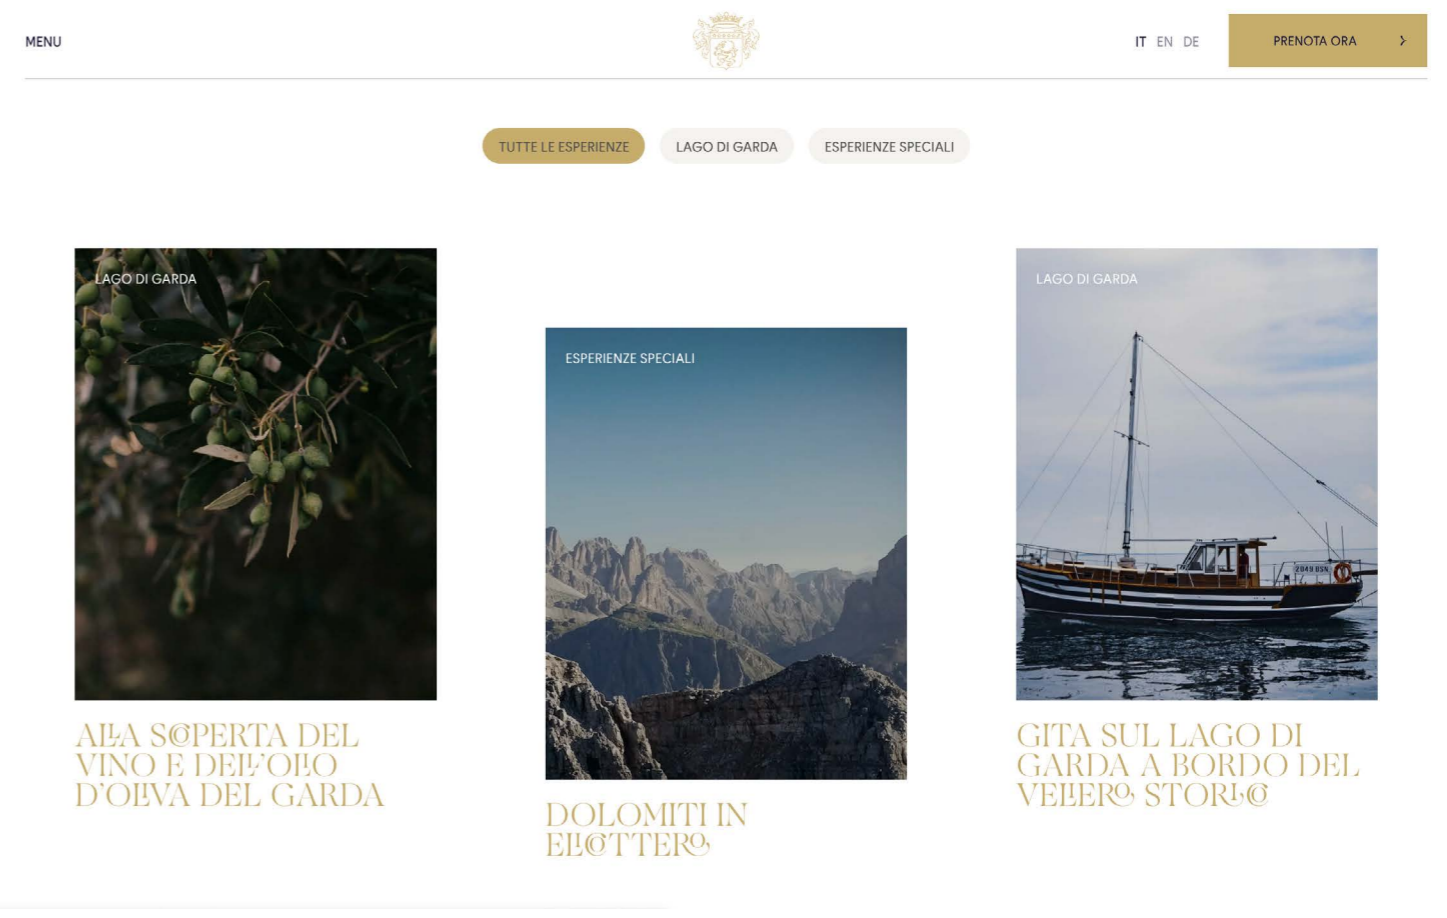 MENU
IT EN DE
PRENOTA ORA
TUTTE LE ESPERIENZE
LAGO DI GARDA
ESPERIENZE SPECIALI
LAGO DI GARDA
ALLA SCOPERTA DEL
VINO E DELL'OLIO
D'OLIVA DEL GARDA
ESPERIENZE SPECIALI
DOLOMITI IN
ELICOTTERO
LAGO DI GARDA
2049 BSN
GITA SUL LAGO DI
GARDA A BORDO DEL
VELIERO STORICO